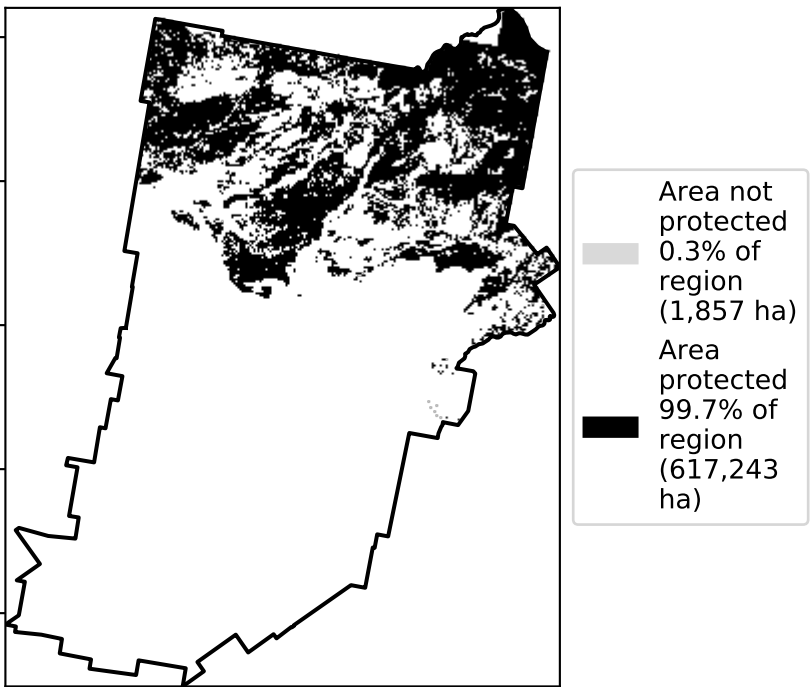 Area not
protected
0.3% of
region
(1,857 ha)
Area
protected
99.7% of
region
(617,243
ha)